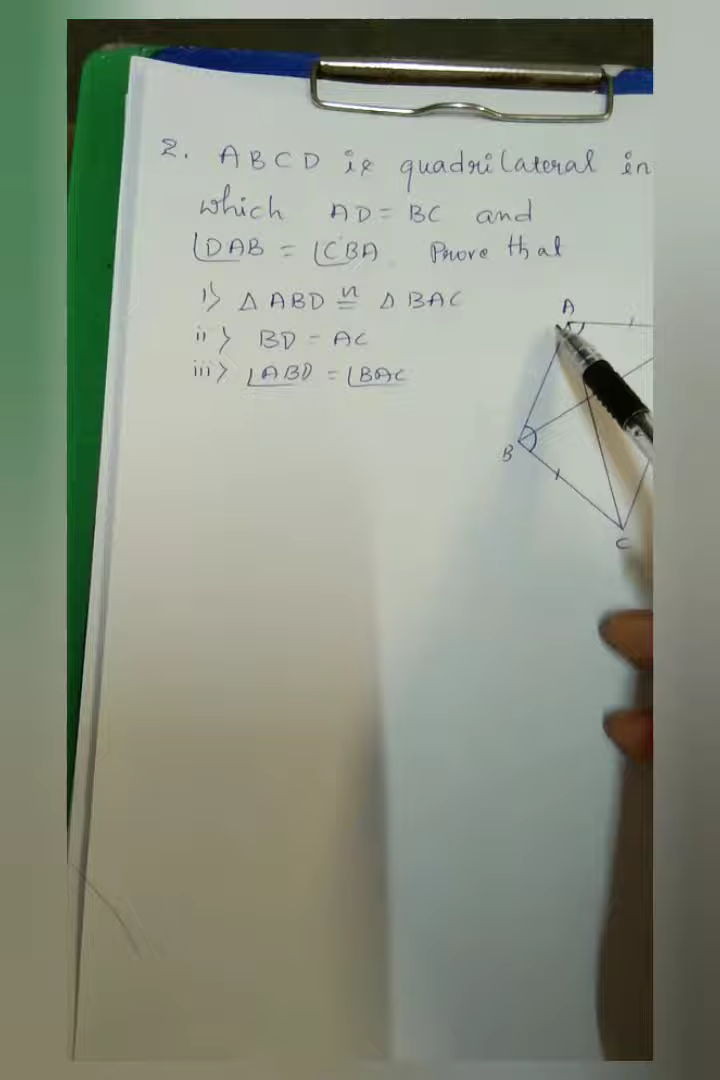 2. ABCD is quadrilateral in
which AD = BC and
∠DAB = ∠CBA Prove that
i) Δ ABD ≅ Δ BAC
ii) BD = AC
iii) ∠ABD = ∠BAC
A
B
C